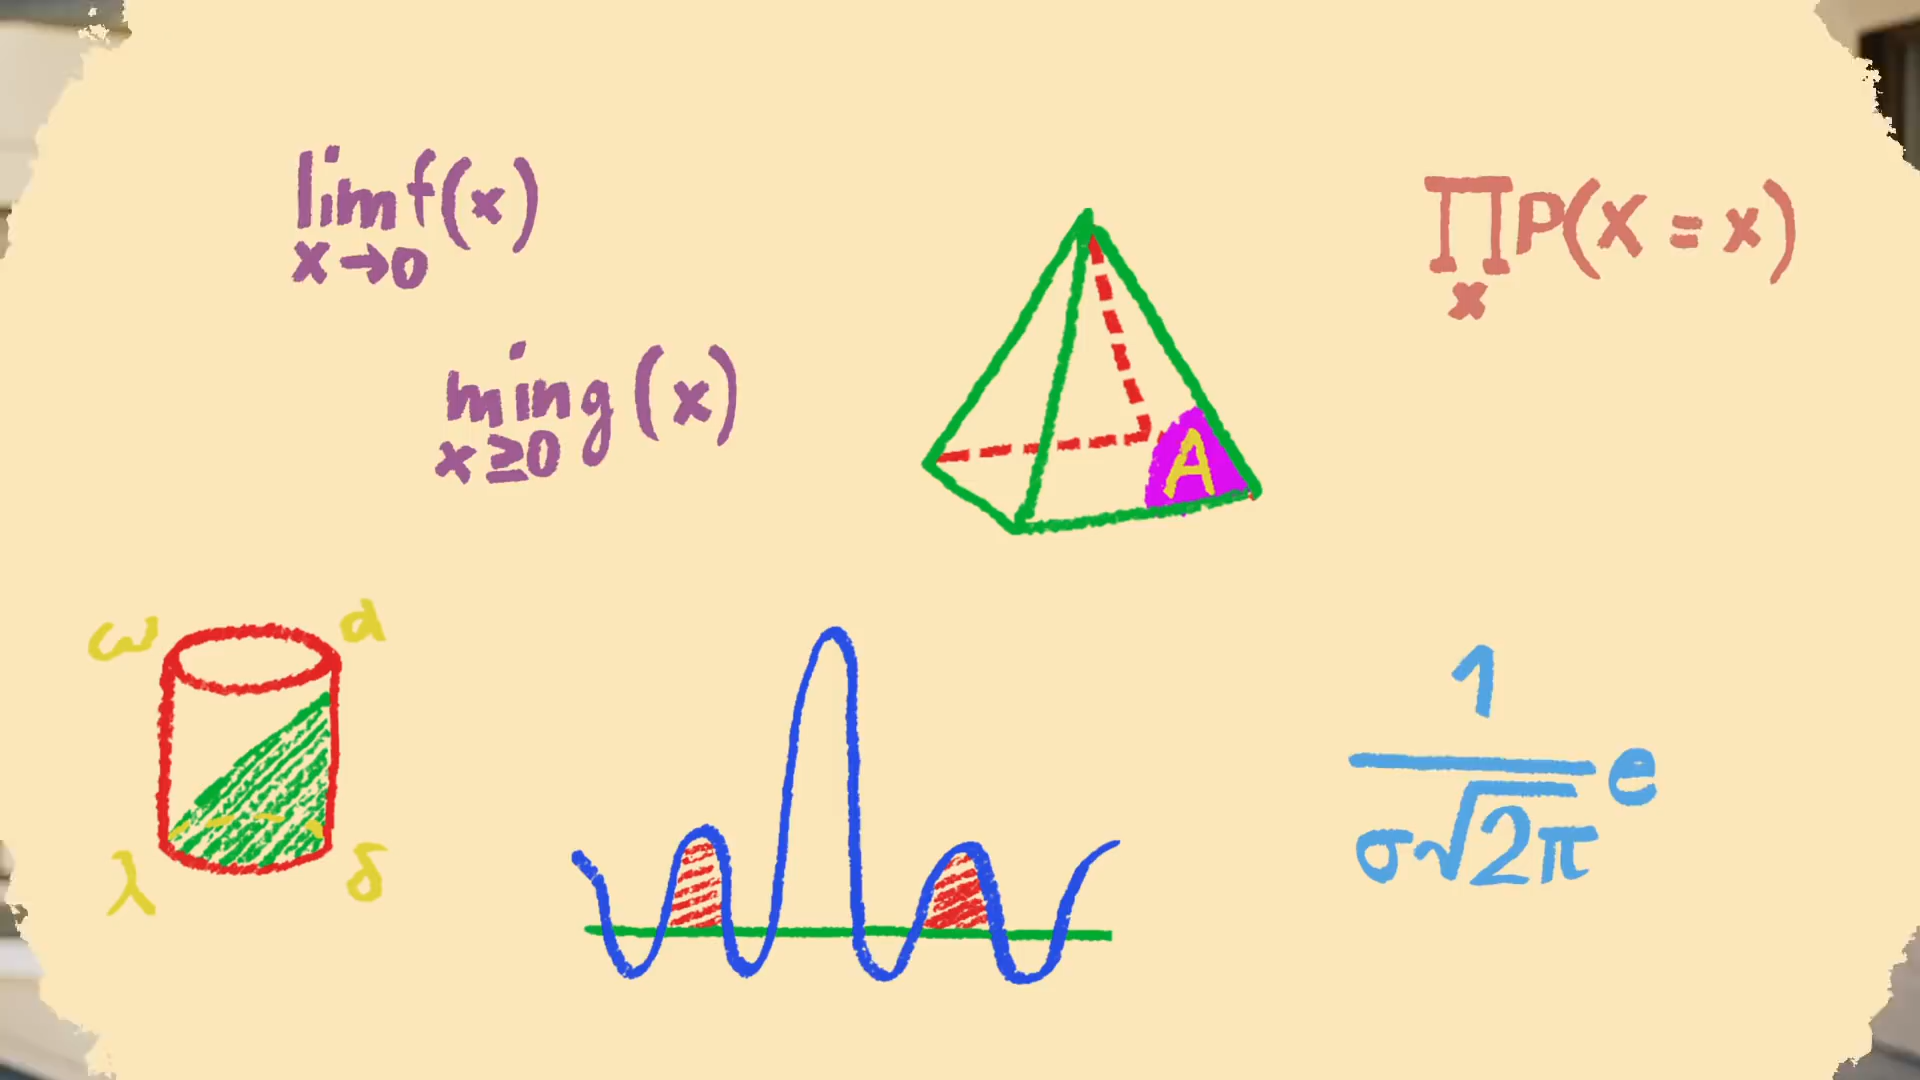 lim f(x)
x→0
∏ P(X = x)
x
min g(x)
x≥0
A
ω α
λ δ
1
σ√2π e